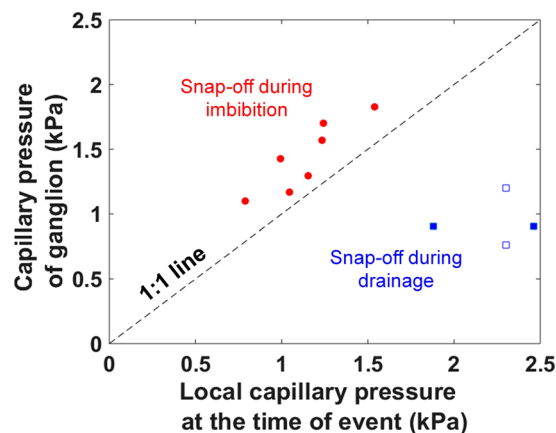 2.5
2
1.5
1
0.5
0
0
0.5
1
1.5
2
2.5
Capillary pressure
of ganglion (kPa)
Snap-off during
imbibition
1:1 line
Snap-off during
drainage
Local capillary pressure
at the time of event (kPa)